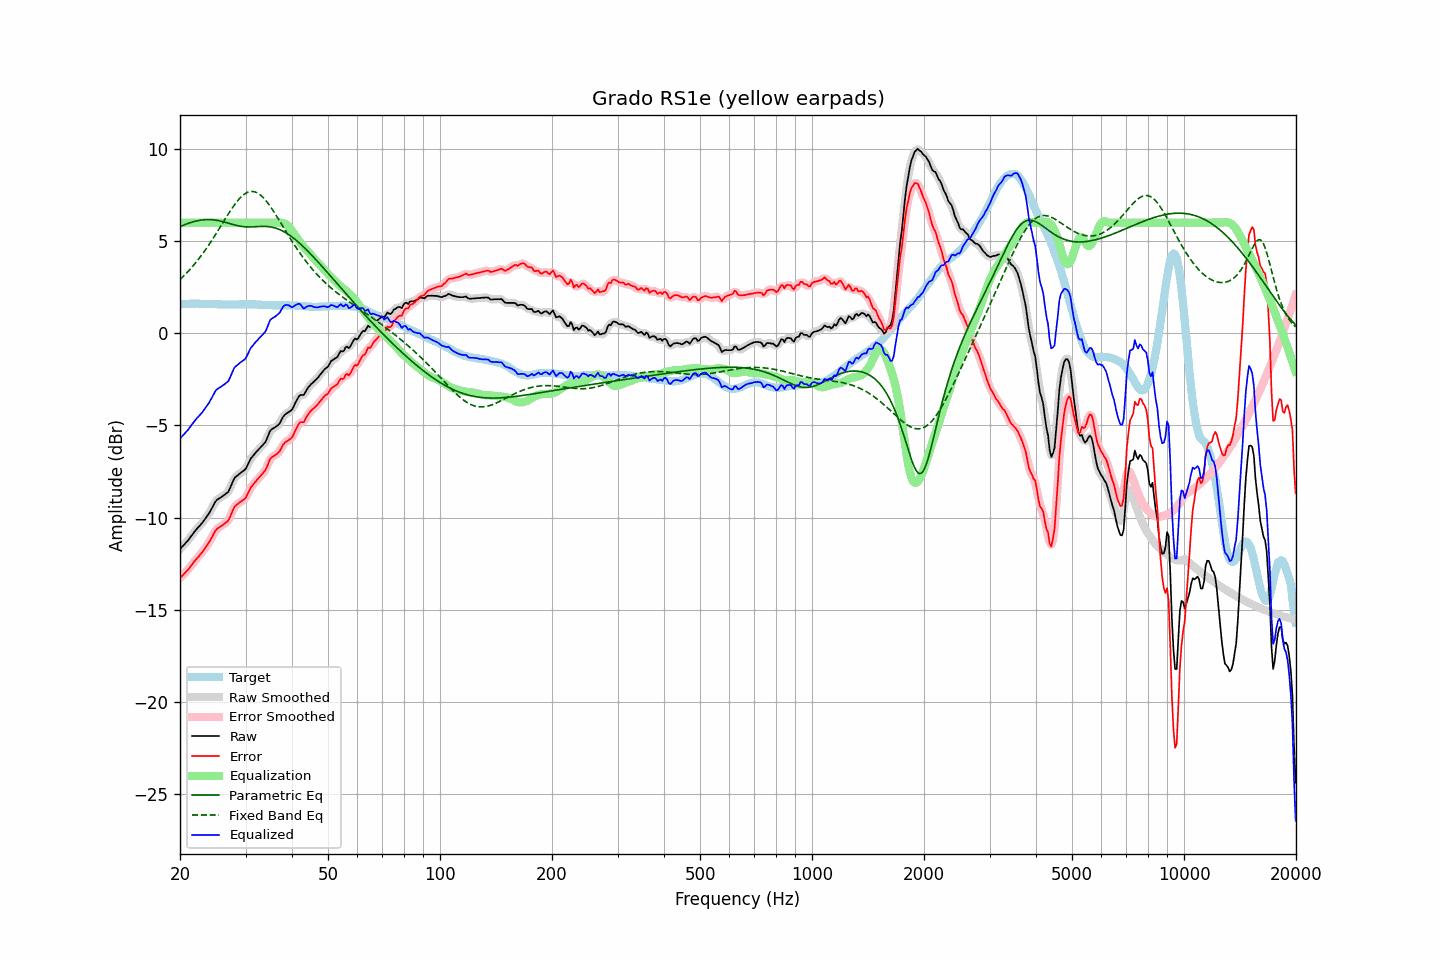 Grado RS1e (yellow earpads)
Amplitude (dBr)
10
5
0
−5
−10
−15
−20
−25
Target
Raw Smoothed
Error Smoothed
Raw
Error
Equalization
Parametric Eq
Fixed Band Eq
Equalized
20 50 100 200 500 1000 2000 5000 10000 20000
Frequency (Hz)